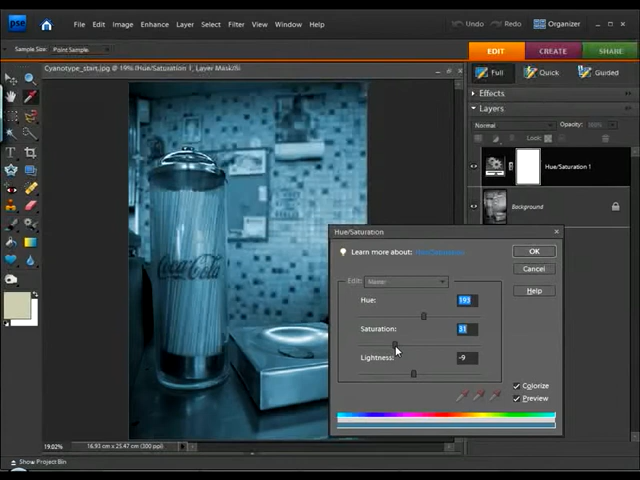 pse File Edit Image Enhance Layer Select Filter View Window Help Undo Redo Organizer
Sample Size: Point Sample
EDIT CREATE SHARE
Cyanotype_start.jpg @ 19% (Hue/Saturation 1, Layer Mask/8)
Full Quick Guided
Effects
Layers
Normal Opacity: Lock:
Hue/Saturation 1
Background
Coca-Cola
Hue/Saturation
Learn more about: Hue/Saturation
OK
Cancel
Help
Edit: Master
Hue: 193
Saturation: 31
Lightness: -9
Colorize
Preview
19.02% 16.93 cm x 25.47 cm (300 ppi)
Show Project Bin